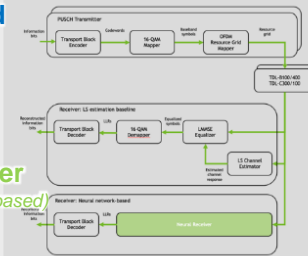 PUSCH Transmitter
Information
bits
Transport Block
Encoder
Codewords
16-QAM
Mapper
Baseband
symbols
OFDM
Resource Grid
Mapper
Resource
grid
TDL-B100/400
TDL-C300/100
Receiver: LS estimation baseline
Reconstructed
information
bits
Transport Block
Decoder
LLRs
16-QAM
Demapper
Equalized
symbols
LMMSE
Equalizer
LS Channel
Estimator
Estimated
channel
response
er
based)
Receiver: Neural network-based
information
bits
Transport Block
Decoder
LLRs
Neural Receiver